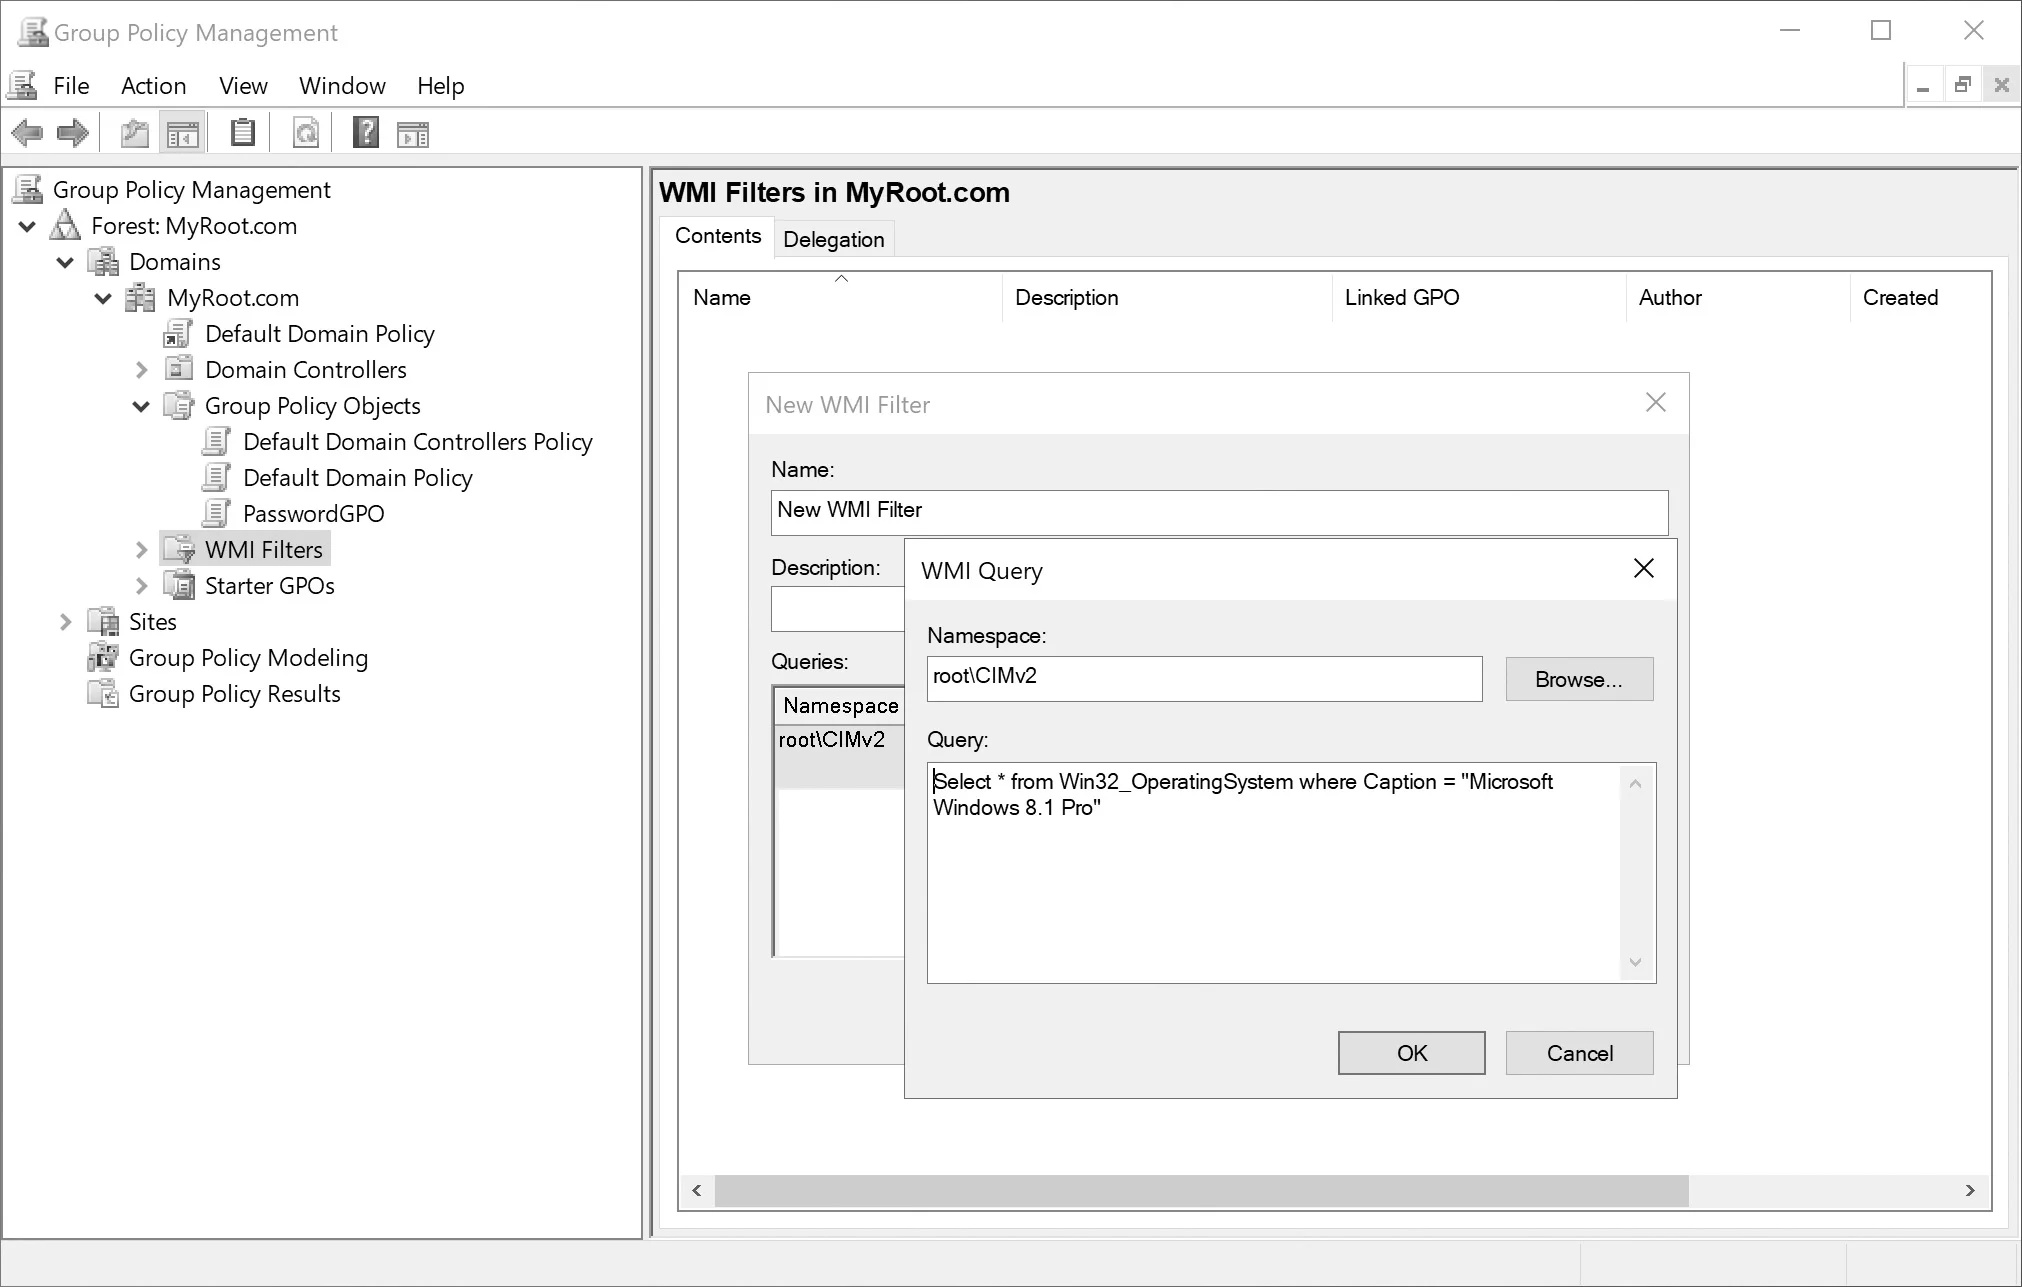 Group Policy Management
File Action View Window Help
Group Policy Management
Forest: MyRoot.com
Domains
MyRoot.com
Default Domain Policy
Domain Controllers
Group Policy Objects
Default Domain Controllers Policy
Default Domain Policy
PasswordGPO
WMI Filters
Starter GPOs
Sites
Group Policy Modeling
Group Policy Results
WMI Filters in MyRoot.com
Contents Delegation
Name Description Linked GPO Author Created
New WMI Filter
Name:
New WMI Filter
Description:
Queries:
Namespace
root\CIMv2
WMI Query
Namespace:
root\CIMv2
Browse...
Query:
Select * from Win32_OperatingSystem where Caption = "Microsoft
Windows 8.1 Pro"
OK Cancel